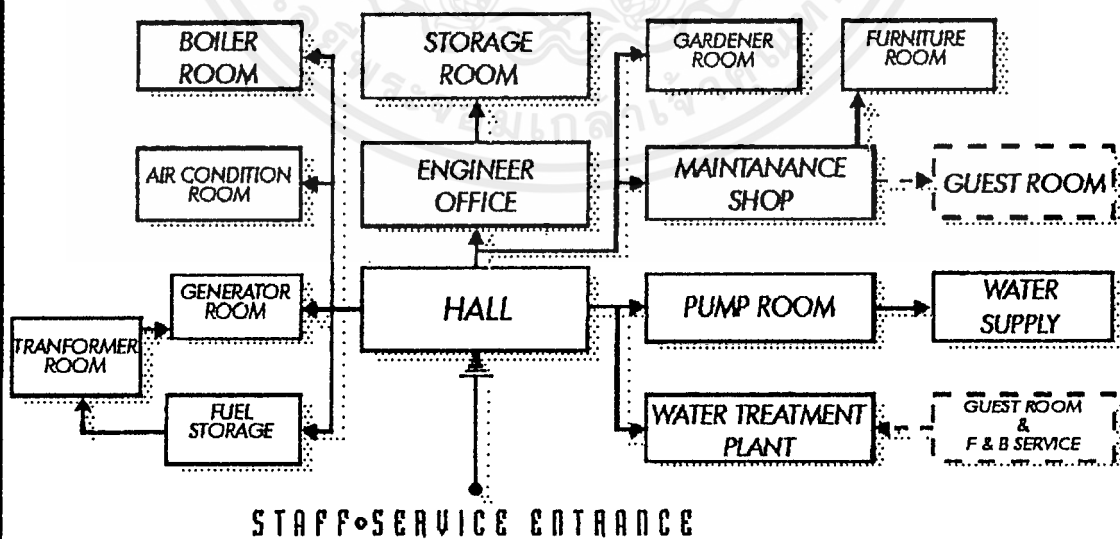 BOILER
ROOM
STORAGE
ROOM
GARDENER
ROOM
FURNITURE
ROOM
AIR CONDITION
ROOM
ENGINEER
OFFICE
MAINTANANCE
SHOP
GUEST ROOM
GENERATOR
ROOM
HALL
PUMP ROOM
WATER
SUPPLY
TRANFORMER
ROOM
FUEL
STORAGE
WATER TREATMENT
PLANT
GUEST ROOM
&
F & B SERVICE
STAFF•SERVICE ENTRANCE